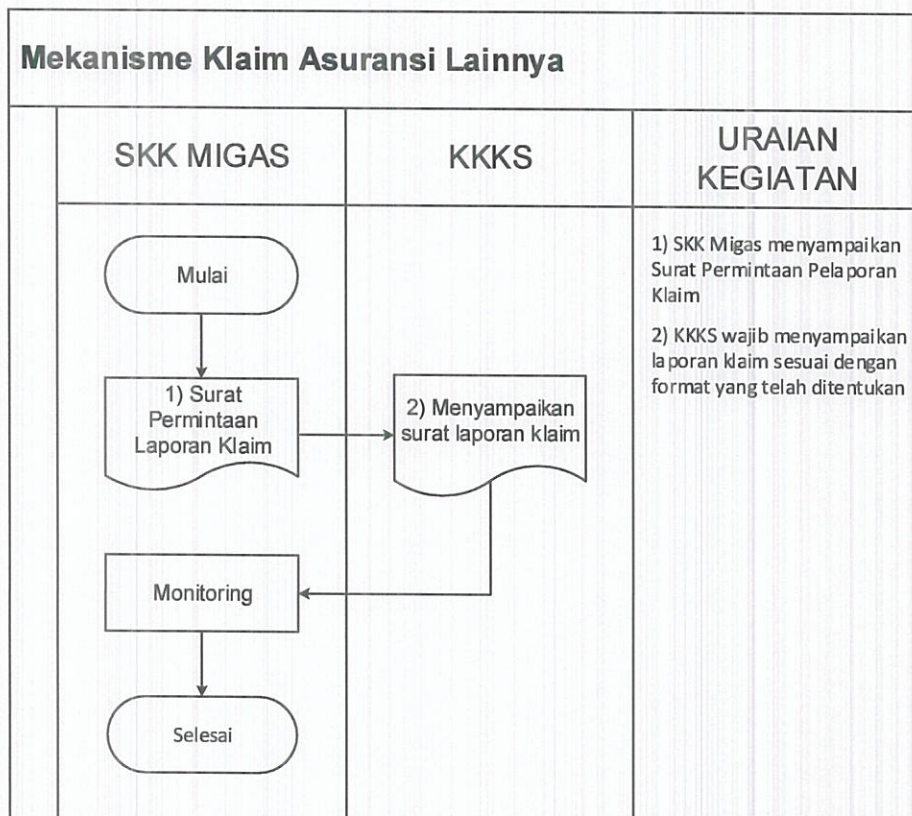 Mekanisme Klaim Asuransi Lainnya
SKK MIGAS
KKKS
URAIAN
KEGIATAN
Mulai
1) Surat
Permintaan
Laporan Klaim
2) Menyampaikan
surat laporan klaim
Monitoring
Selesai
1) SKK Migas menyampaikan
Surat Permintaan Pelaporan
Klaim
2) KKKS wajib menyampaikan
laporan klaim sesuai dengan
format yang telah ditentukan